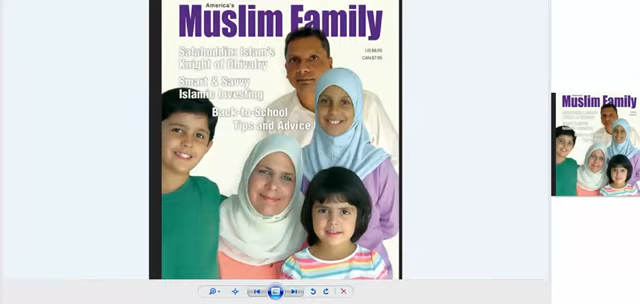 America's
Muslim Family
US $6.95
CAN $7.95
Salahuddin: Islam's
Knight of Chivalry
Smart & Savvy
Islamic Investing
Back-to-School
Tips and Advice